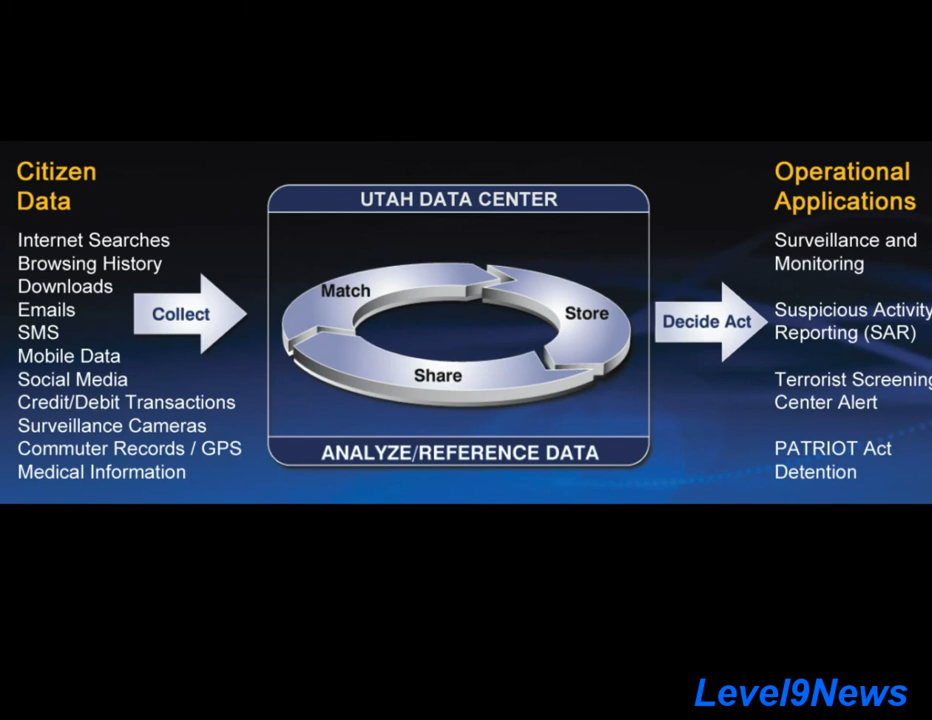 Citizen
Data
Internet Searches
Browsing History
Downloads
Emails
SMS
Mobile Data
Social Media
Credit/Debit Transactions
Surveillance Cameras
Commuter Records / GPS
Medical Information
Collect
UTAH DATA CENTER
Match
Store
Share
ANALYZE/REFERENCE DATA
Decide Act
Operational
Applications
Surveillance and
Monitoring
Suspicious Activity
Reporting (SAR)
Terrorist Screening
Center Alert
PATRIOT Act
Detention
Level9News